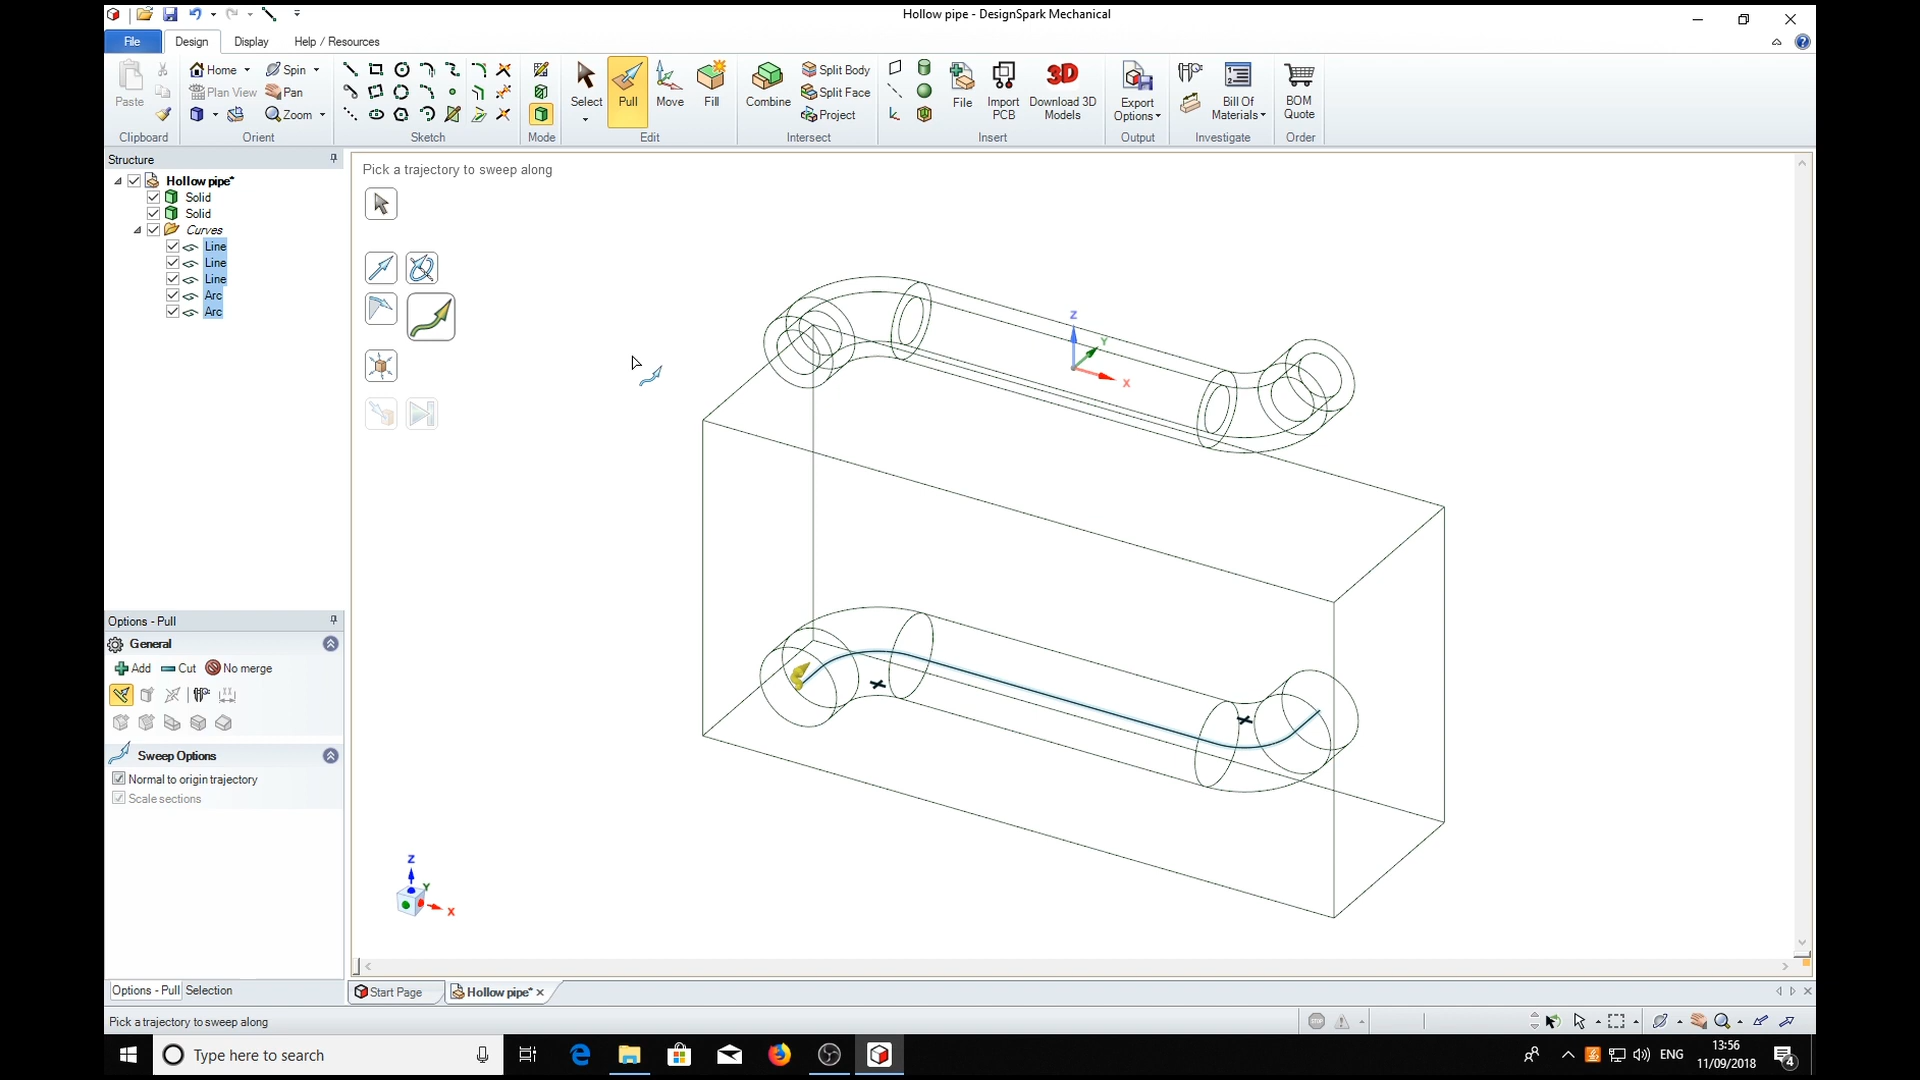 Hollow pipe - DesignSpark Mechanical
File Design Display Help / Resources
Paste Home Spin Plan View Pan Zoom Select Pull Move Fill Combine Split Body Split Face Project File Import PCB 3D Download 3D Models Export Options Bill Of Materials BOM Quote
Clipboard Orient Sketch Mode Edit Intersect Insert Output Investigate Order
Structure
Hollow pipe*
Solid
Solid
Curves
Line
Line
Line
Arc
Arc
Pick a trajectory to sweep along
Z
Y
X
Options - Pull
General
Add Cut No merge
Sweep Options
Normal to origin trajectory
Scale sections
Z
Y
X
Options - Pull Selection
Start Page Hollow pipe*
Pick a trajectory to sweep along
Type here to search
ENG
13:56
11/09/2018
4